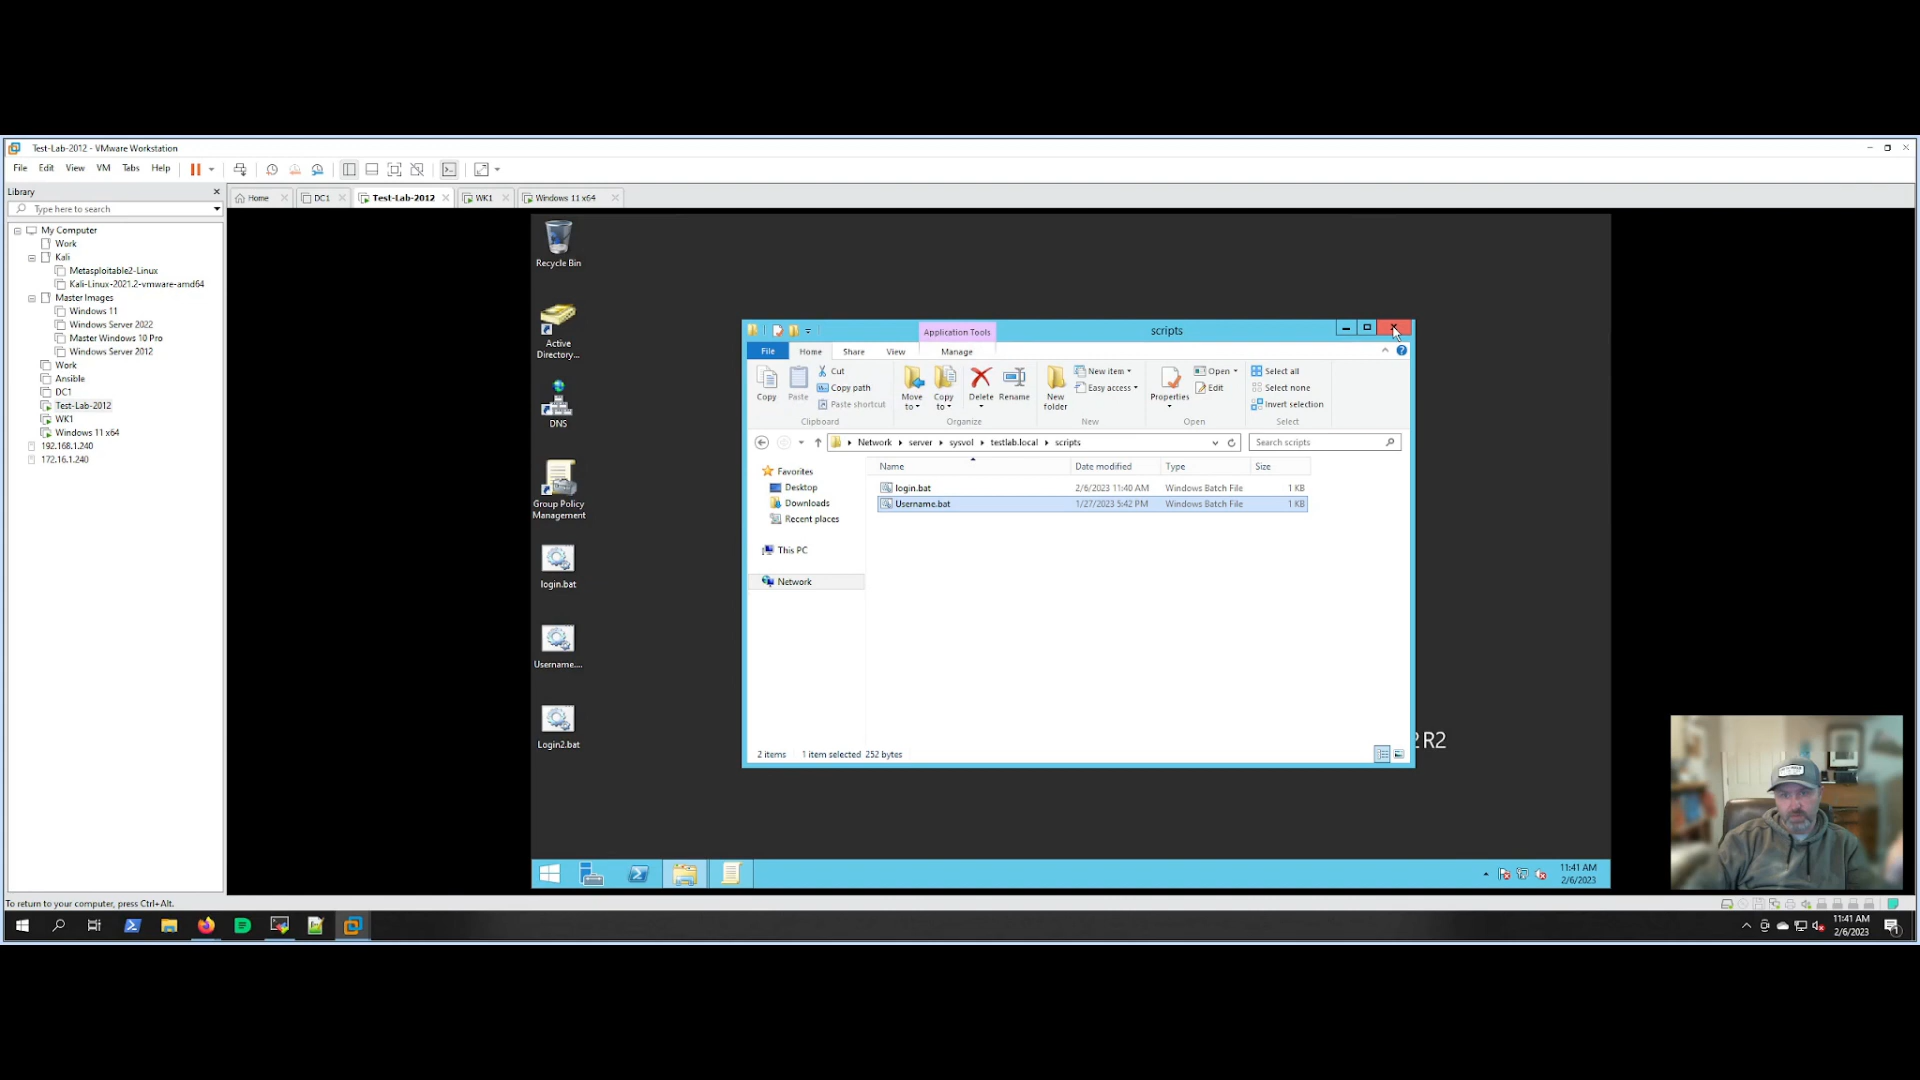 Test-Lab-2012 - VMware Workstation
File Edit View VM Tabs Help
Library
Home DC1 Test-Lab-2012 WK1 Windows 11 x64
Type here to search
My Computer
Work
Kali
Metasploitable2-Linux
Kali-Linux-2021.2-vmware-amd64
Master Images
Windows 11
Windows Server 2022
Master Windows 10 Pro
Windows Server 2012
Work
Ansible
DC1
Test-Lab-2012
WK1
Windows 11 x64
192.168.1.240
172.16.1.240
Recycle Bin
Active
Directory...
DNS
Group Policy
Management
login.bat
Username....
Login2.bat
Application Tools
scripts
File Home Share View Manage
Copy
Paste
Cut
Copy path
Paste shortcut
Clipboard
Move
to
Copy
to
Delete
Rename
Organize
New
folder
New item
Easy access
New
Properties
Open
Edit
Open
Select all
Select none
Invert selection
Select
Network server sysvol testlab.local scripts
Search scripts
Favorites
Desktop
Downloads
Recent places
This PC
Network
Name Date modified Type Size
login.bat 2/6/2023 11:40 AM Windows Batch File 1 KB
Username.bat 1/27/2023 5:42 PM Windows Batch File 1 KB
2 items 1 item selected 252 bytes
2 R2
11:41 AM
2/6/2023
To return to your computer, press Ctrl+Alt.
11:41 AM
2/6/2023
1